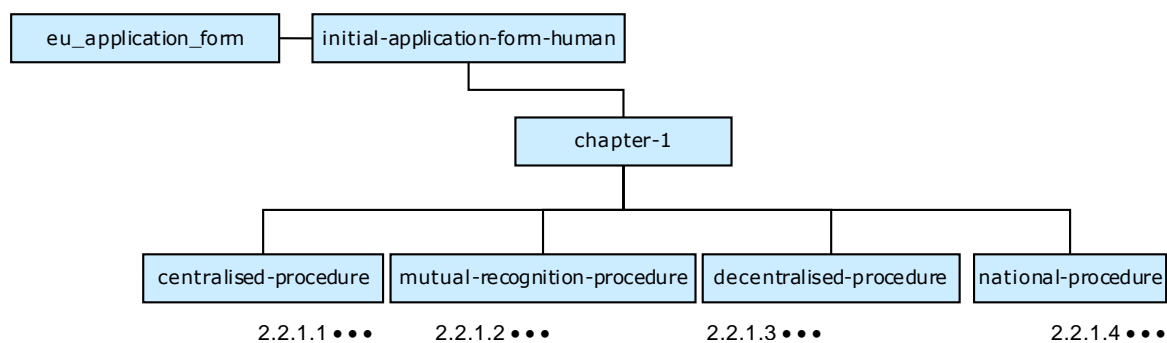 eu_application_form initial-application-form-human
chapter-1
centralised-procedure mutual-recognition-procedure decentralised-procedure national-procedure
2.2.1.1 ● ● ● 2.2.1.2 ● ● ● 2.2.1.3 ● ● ● 2.2.1.4 ● ● ●